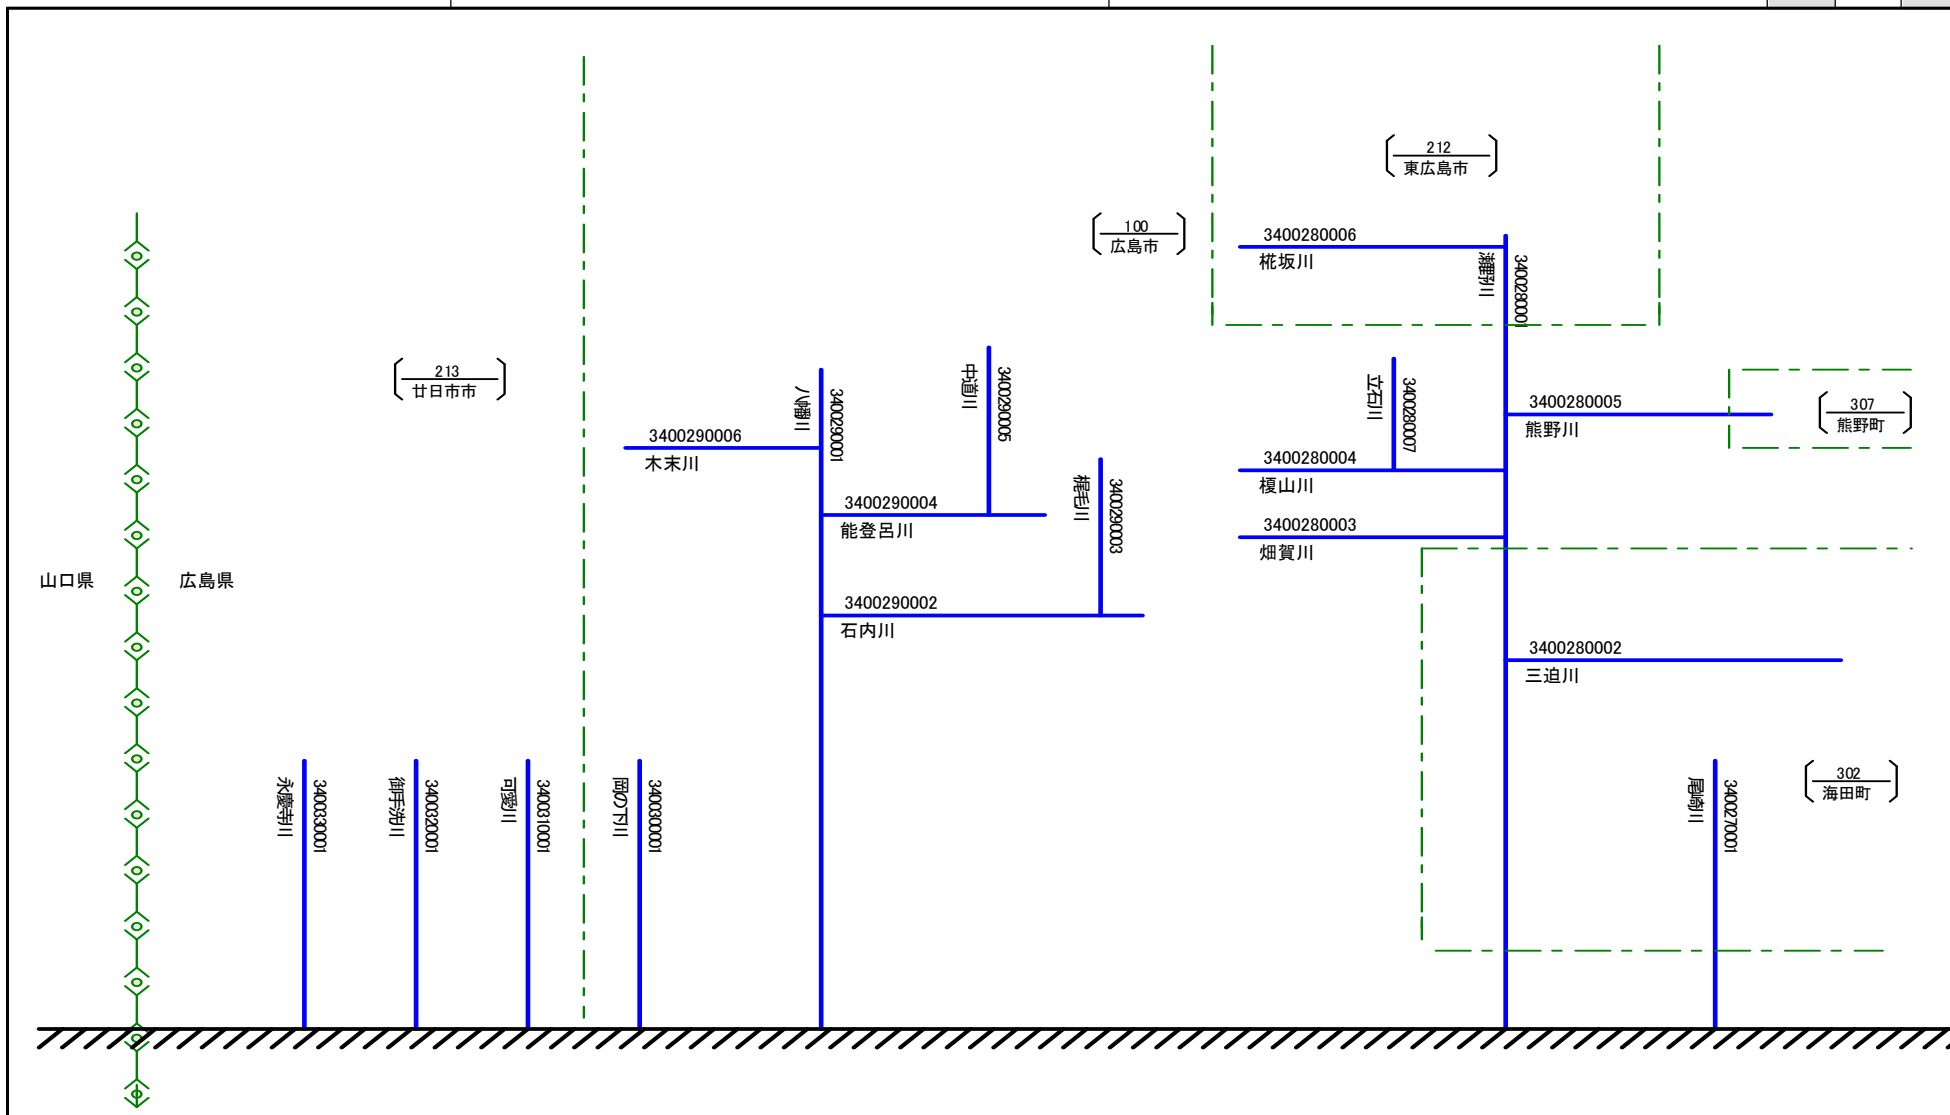 212
東広島市
100
広島市
3400280006
椛坂川
瀬野川
3400280001
213
廿日市市
307
熊野町
3400280005
熊野川
立石川
3400280007
中道川
3400290005
八幡川
3400290001
3400290006
木末川
3400280004
榎山川
梶毛川
3400290003
3400290004
能登呂川
3400280003
畑賀川
山口県
広島県
3400290002
石内川
3400280002
三迫川
302
海田町
永慶寺川
3400330001
御手洗川
3400320001
可愛川
3400310001
岡の下川
3400300001
尾崎川
3400270001